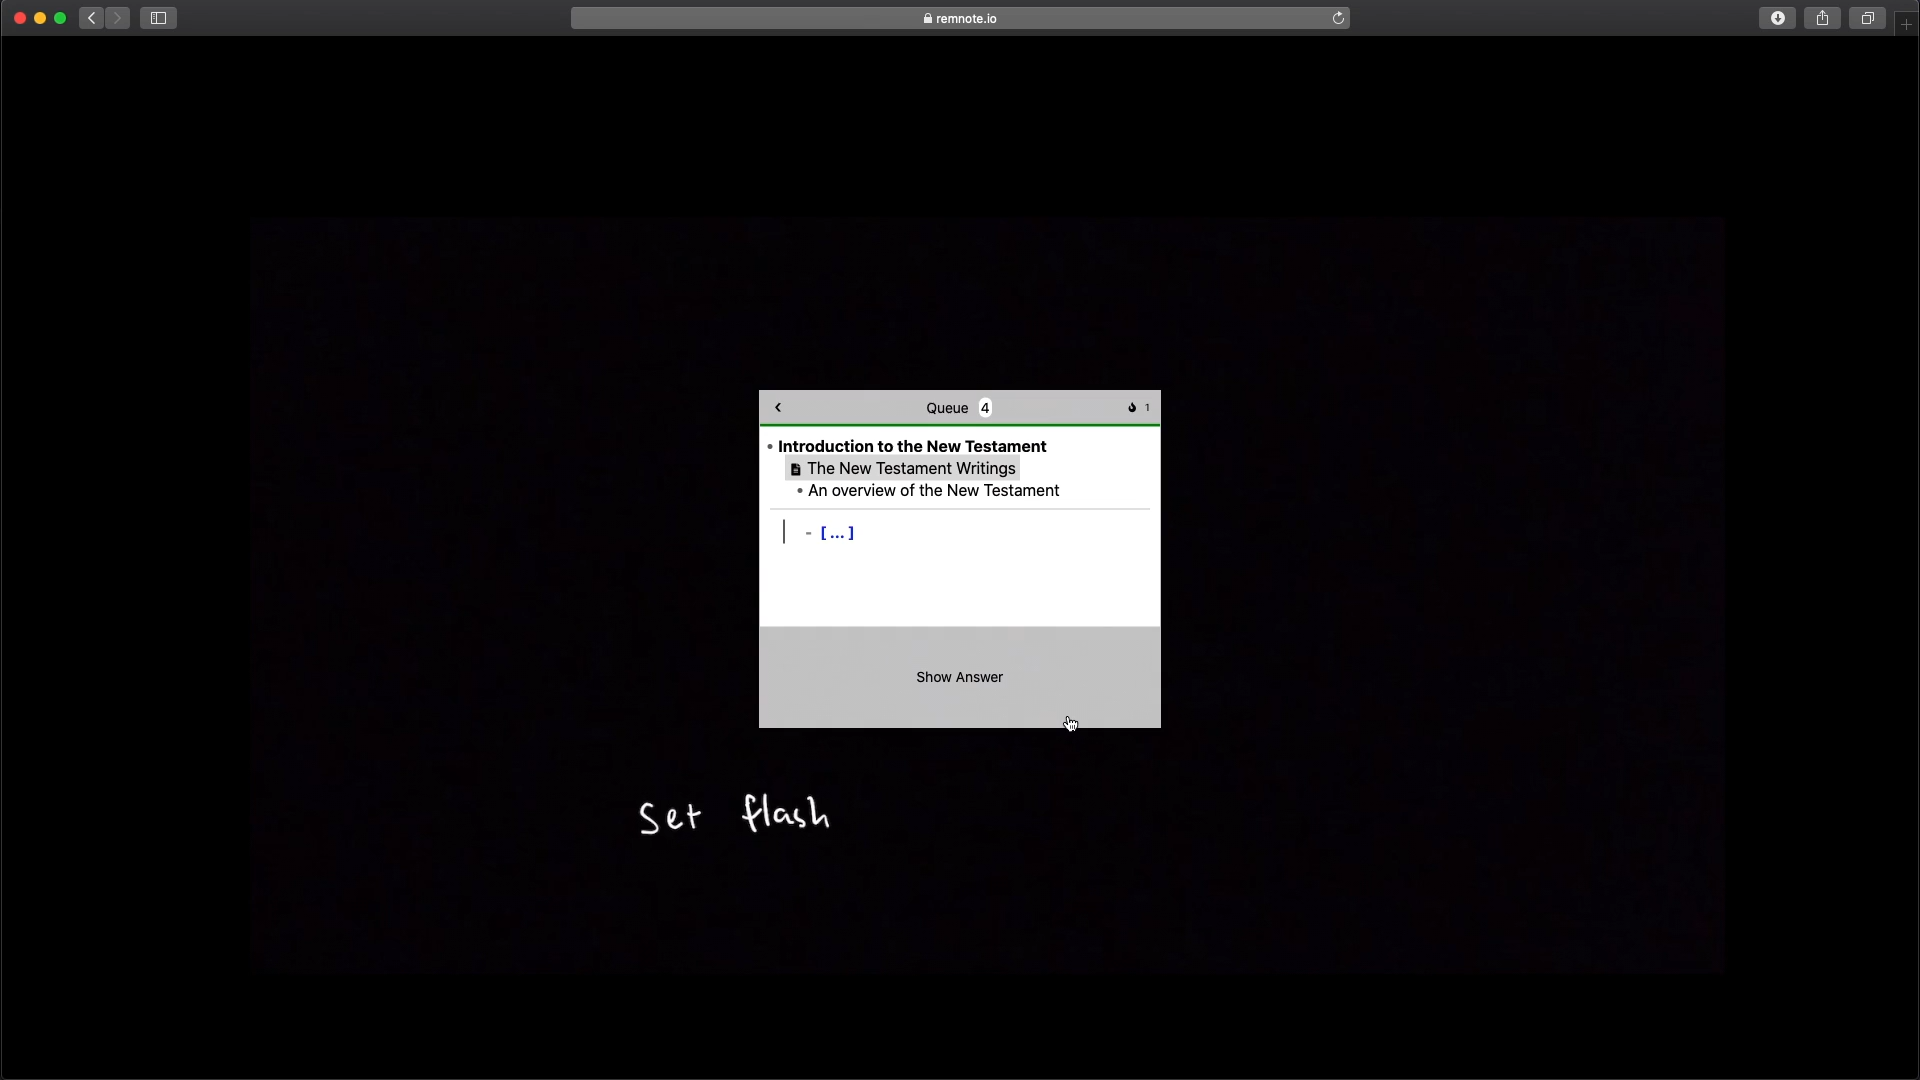 remnote.io
Queue 4
1
Introduction to the New Testament
The New Testament Writings
An overview of the New Testament
- [...]
Show Answer
Set flash